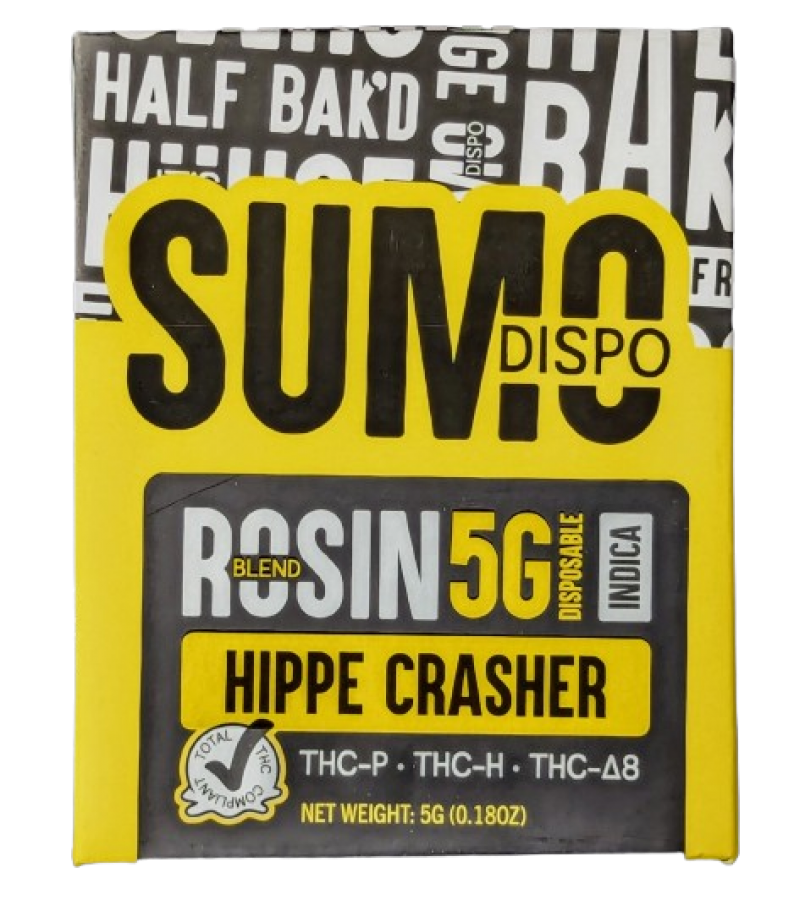 HALF BAK'D
DISPO
FR
SUMO
DISPO
ROSIN 5G
BLEND
DISPOSABLE
INDICA
HIPPE CRASHER
TOTAL THC COMPLIANT
THC-P • THC-H • THC-Δ8
NET WEIGHT: 5G (0.18OZ)